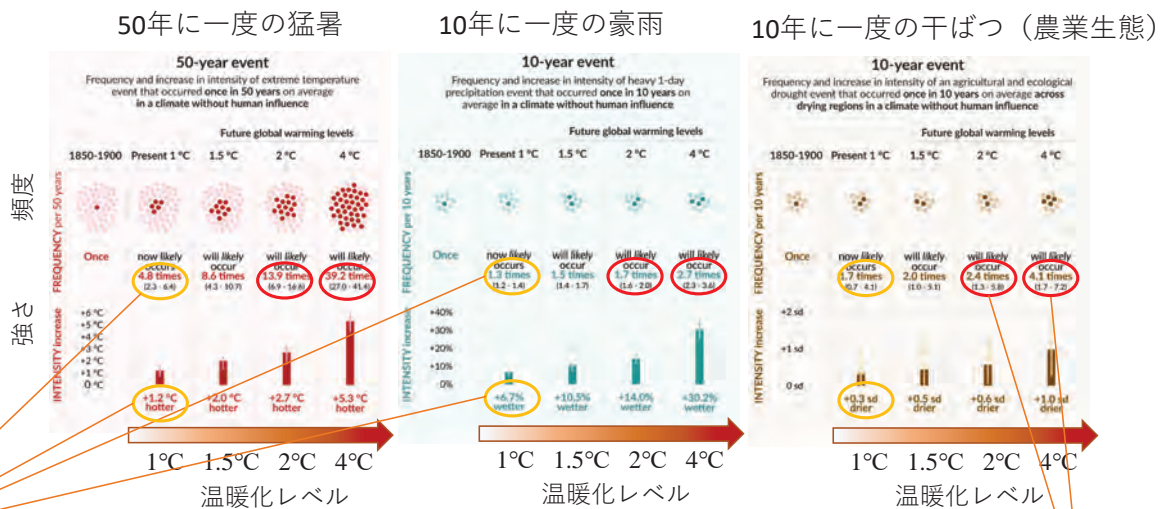 50年に一度の猛暑
50-year event
Frequency and increase in intensity of extreme temperature
event that occurred once in 50 years on average
in a climate without human influence
Future global warming levels
1850-1900 Present 1 °C 1.5 °C 2 °C 4 °C
頻度
FREQUENCY per 50 years
Once
now likely occurs 4.8 times (2.3 - 6.4)
will likely occur 8.6 times (4.3 - 10.7)
will likely occur 13.9 times (6.9 - 16.6)
will likely occur 39.2 times (27.0 - 41.4)
強さ
INTENSITY increase
+6 °C
+5 °C
+4 °C
+3 °C
+2 °C
+1 °C
0 °C
+1.2 °C hotter
+2.0 °C hotter
+2.7 °C hotter
+5.3 °C hotter
1°C 1.5°C 2°C 4°C
温暖化レベル
10年に一度の豪雨
10-year event
Frequency and increase in intensity of heavy 1-day
precipitation event that occurred once in 10 years on
average in a climate without human influence
Future global warming levels
1850-1900 Present 1 °C 1.5 °C 2 °C 4 °C
FREQUENCY per 10 years
Once
now likely occurs 1.3 times (1.2 - 1.4)
will likely occur 1.5 times (1.4 - 1.7)
will likely occur 1.7 times (1.6 - 2.0)
will likely occur 2.7 times (2.3 - 3.6)
INTENSITY increase
+40%
+30%
+20%
+10%
0%
+6.7% wetter
+10.5% wetter
+14.0% wetter
+30.2% wetter
1°C 1.5°C 2°C 4°C
温暖化レベル
10年に一度の干ばつ（農業生態）
10-year event
Frequency and increase in intensity of an agricultural and ecological
drought event that occurred once in 10 years on average across
drying regions in a climate without human influence
Future global warming levels
1850-1900 Present 1 °C 1.5 °C 2 °C 4 °C
FREQUENCY per 10 years
Once
now likely occurs 1.7 times (0.7 - 4.1)
will likely occur 2.0 times (1.0 - 5.1)
will likely occur 2.4 times (1.3 - 5.8)
will likely occur 4.1 times (1.7 - 7.2)
INTENSITY increase
+2 sd
+1 sd
0 sd
+0.3 sd drier
+0.5 sd drier
+0.6 sd drier
+1.0 sd drier
1°C 1.5°C 2°C 4°C
温暖化レベル